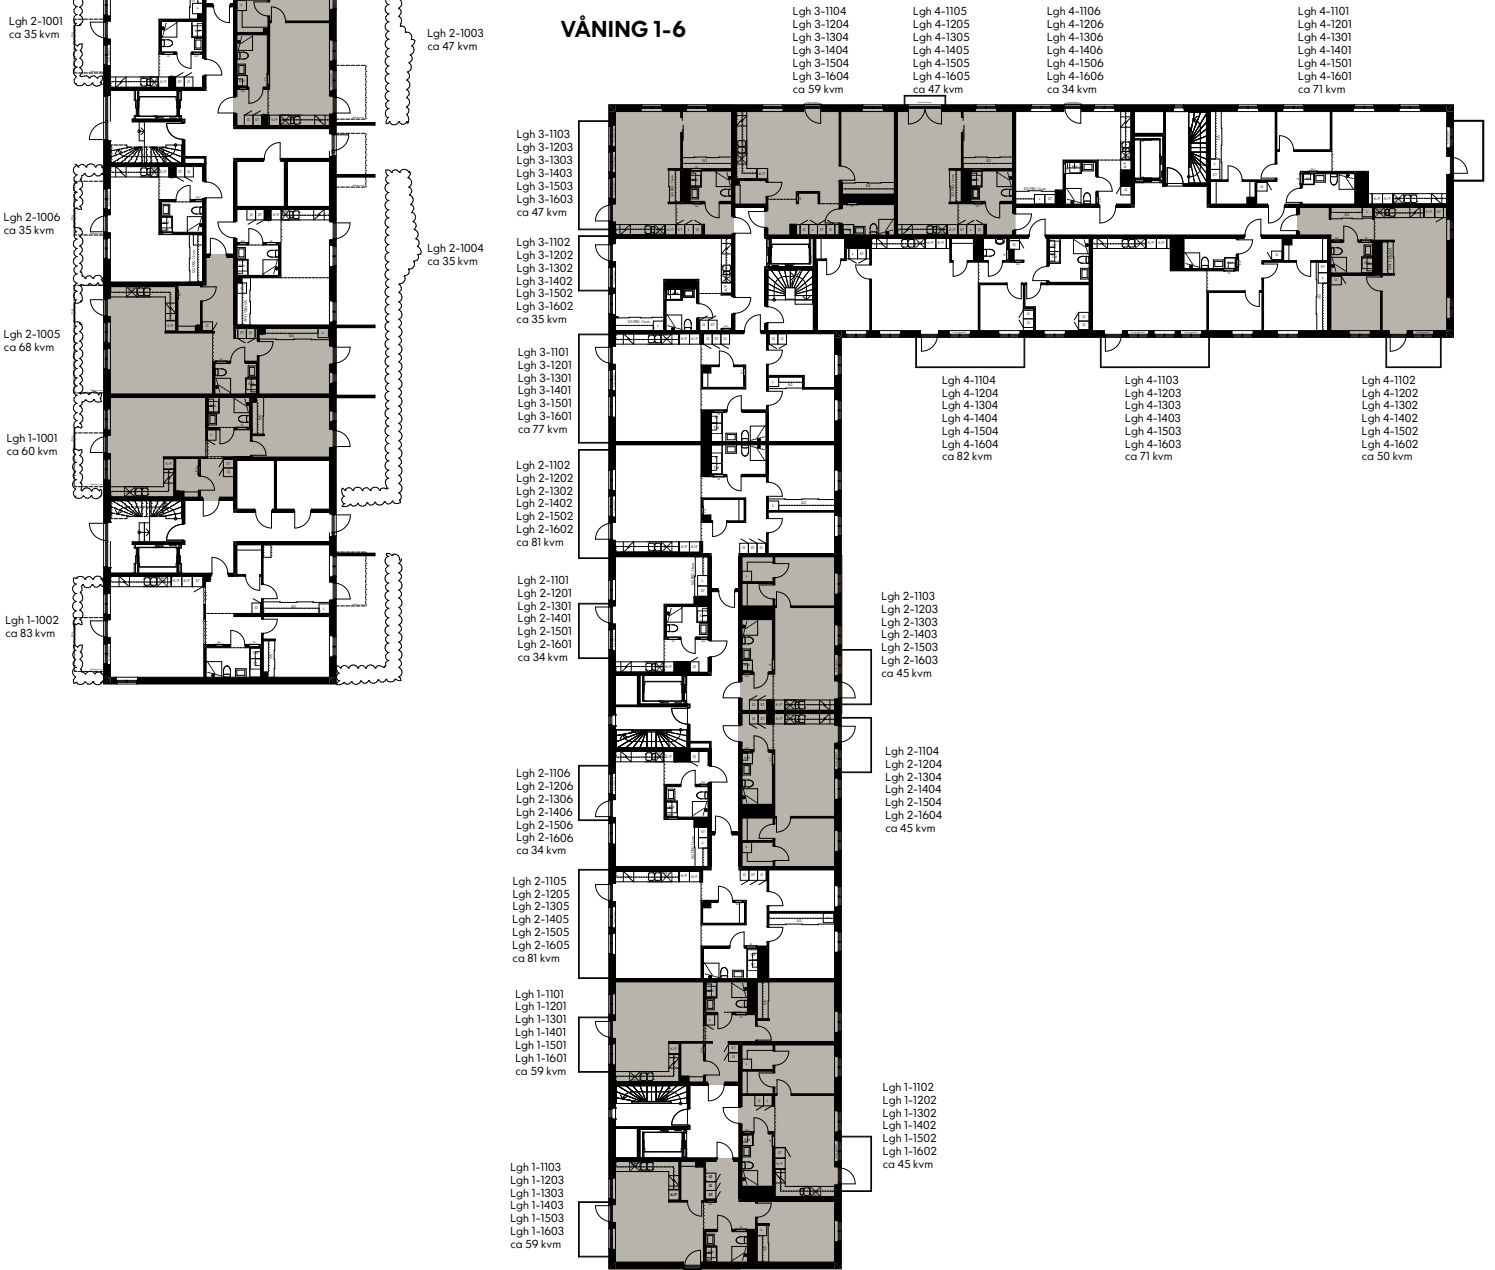 Lgh 2-1001
ca 35 kvm
Lgh 2-1003
ca 47 kvm
Lgh 2-1006
ca 35 kvm
Lgh 2-1004
ca 35 kvm
Lgh 2-1005
ca 68 kvm
Lgh 1-1001
ca 60 kvm
Lgh 1-1002
ca 83 kvm
VÅNING 1-6
Lgh 3-1104
Lgh 3-1204
Lgh 3-1304
Lgh 3-1404
Lgh 3-1504
Lgh 3-1604
ca 59 kvm
Lgh 4-1105
Lgh 4-1205
Lgh 4-1305
Lgh 4-1405
Lgh 4-1505
Lgh 4-1605
ca 47 kvm
Lgh 4-1106
Lgh 4-1206
Lgh 4-1306
Lgh 4-1406
Lgh 4-1506
Lgh 4-1606
ca 34 kvm
Lgh 4-1101
Lgh 4-1201
Lgh 4-1301
Lgh 4-1401
Lgh 4-1501
Lgh 4-1601
ca 71 kvm
Lgh 3-1103
Lgh 3-1203
Lgh 3-1303
Lgh 3-1403
Lgh 3-1503
Lgh 3-1603
ca 47 kvm
Lgh 3-1102
Lgh 3-1202
Lgh 3-1302
Lgh 3-1402
Lgh 3-1502
Lgh 3-1602
ca 35 kvm
Lgh 3-1101
Lgh 3-1201
Lgh 3-1301
Lgh 3-1401
Lgh 3-1501
Lgh 3-1601
ca 77 kvm
Lgh 4-1104
Lgh 4-1204
Lgh 4-1304
Lgh 4-1404
Lgh 4-1504
Lgh 4-1604
ca 82 kvm
Lgh 4-1103
Lgh 4-1203
Lgh 4-1303
Lgh 4-1403
Lgh 4-1503
Lgh 4-1603
ca 71 kvm
Lgh 4-1102
Lgh 4-1202
Lgh 4-1302
Lgh 4-1402
Lgh 4-1502
Lgh 4-1602
ca 50 kvm
Lgh 2-1102
Lgh 2-1202
Lgh 2-1302
Lgh 2-1402
Lgh 2-1502
Lgh 2-1602
ca 81 kvm
Lgh 2-1101
Lgh 2-1201
Lgh 2-1301
Lgh 2-1401
Lgh 2-1501
Lgh 2-1601
ca 34 kvm
Lgh 2-1103
Lgh 2-1203
Lgh 2-1303
Lgh 2-1403
Lgh 2-1503
Lgh 2-1603
ca 45 kvm
Lgh 2-1104
Lgh 2-1204
Lgh 2-1304
Lgh 2-1404
Lgh 2-1504
Lgh 2-1604
ca 45 kvm
Lgh 2-1106
Lgh 2-1206
Lgh 2-1306
Lgh 2-1406
Lgh 2-1506
Lgh 2-1606
ca 34 kvm
Lgh 2-1105
Lgh 2-1205
Lgh 2-1305
Lgh 2-1405
Lgh 2-1505
Lgh 2-1605
ca 81 kvm
Lgh 1-1101
Lgh 1-1201
Lgh 1-1301
Lgh 1-1401
Lgh 1-1501
Lgh 1-1601
ca 59 kvm
Lgh 1-1102
Lgh 1-1202
Lgh 1-1302
Lgh 1-1402
Lgh 1-1502
Lgh 1-1602
ca 45 kvm
Lgh 1-1103
Lgh 1-1203
Lgh 1-1303
Lgh 1-1403
Lgh 1-1503
Lgh 1-1603
ca 59 kvm